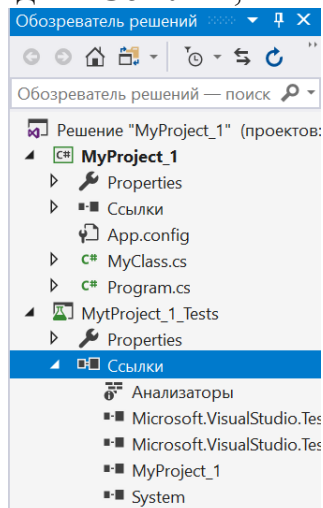 Обозреватель решений
Обозреватель решений — поиск
Решение "MyProject_1" (проектов:
C# MyProject_1
Properties
Ссылки
App.config
C# MyClass.cs
C# Program.cs
MytProject_1_Tests
Properties
Ссылки
Анализаторы
Microsoft.VisualStudio.Tes
Microsoft.VisualStudio.Tes
MyProject_1
System